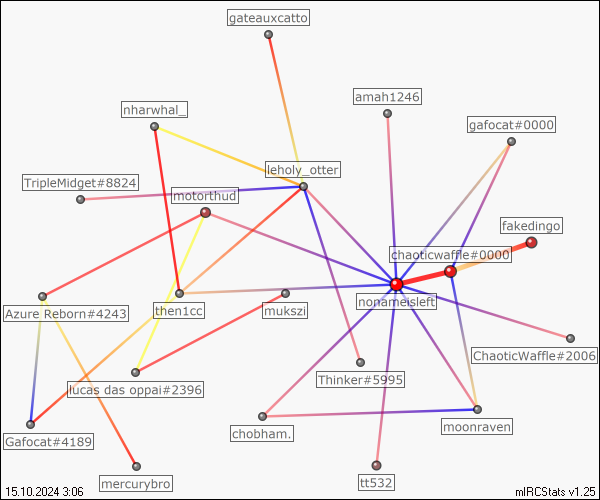 gateauxcatto
amah1246
nharwhal_
gafocat#0000
leholy_otter
TripleMidget#8824
motorthud
fakedingo
chaoticwaffle#0000
nonameisleft
Azure Reborn#4243
then1cc
mukszi
ChaoticWaffle#2006
Thinker#5995
lucas das oppai#2396
moonraven
chobham.
Gafocat#4189
mercurybro
tt532
15.10.2024 3:06
mIRCStats v1.25